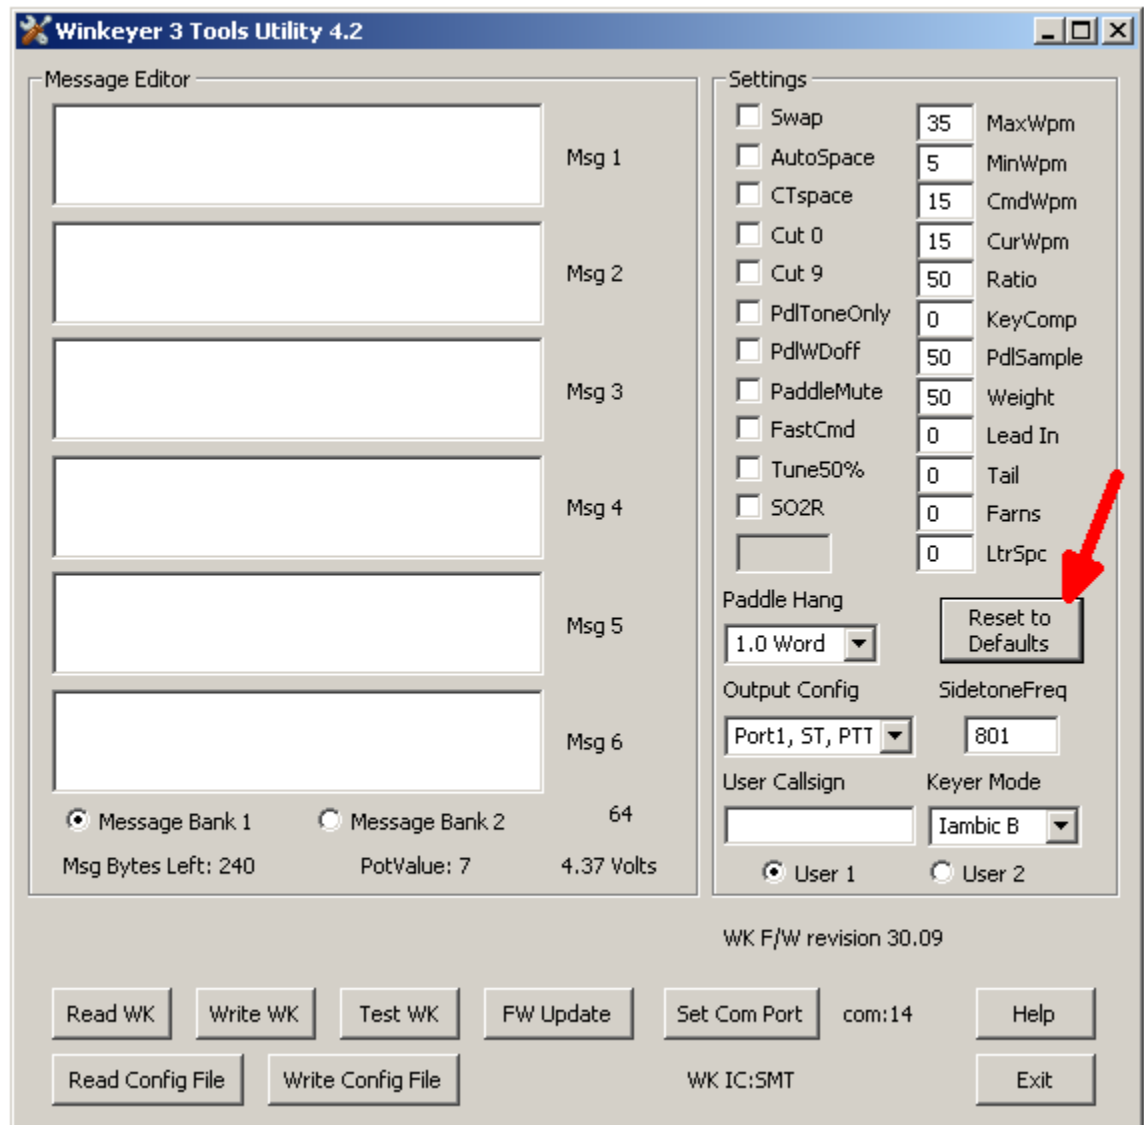 Winkeyer 3 Tools Utility 4.2
Message Editor
Msg 1
Msg 2
Msg 3
Msg 4
Msg 5
Msg 6
Message Bank 1 Message Bank 2 64
Msg Bytes Left: 240 PotValue: 7 4.37 Volts
Settings
Swap 35 MaxWpm
AutoSpace 5 MinWpm
CTspace 15 CmdWpm
Cut 0 15 CurWpm
Cut 9 50 Ratio
PdlToneOnly 0 KeyComp
PdlWDoff 50 PdlSample
PaddleMute 50 Weight
FastCmd 0 Lead In
Tune50% 0 Tail
SO2R 0 Farns
0 LtrSpc
Paddle Hang
1.0 Word
Reset to
Defaults
Output Config SidetoneFreq
Port1, ST, PTT 801
User Callsign Keyer Mode
Iambic B
User 1 User 2
WK F/W revision 30.09
Read WK Write WK Test WK FW Update Set Com Port com:14 Help
Read Config File Write Config File WK IC:SMT Exit